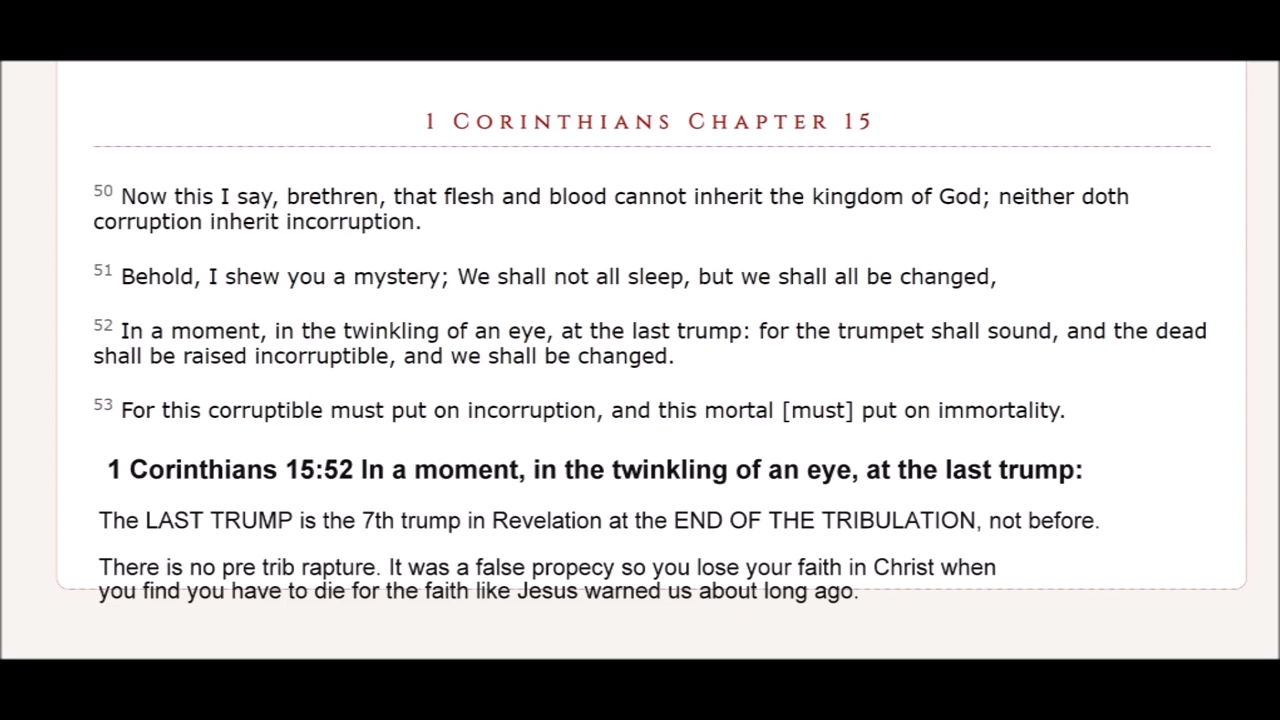 1 Corinthians Chapter 15
50 Now this I say, brethren, that flesh and blood cannot inherit the kingdom of God; neither doth
corruption inherit incorruption.
51 Behold, I shew you a mystery; We shall not all sleep, but we shall all be changed,
52 In a moment, in the twinkling of an eye, at the last trump: for the trumpet shall sound, and the dead
shall be raised incorruptible, and we shall be changed.
53 For this corruptible must put on incorruption, and this mortal [must] put on immortality.
1 Corinthians 15:52 In a moment, in the twinkling of an eye, at the last trump:
The LAST TRUMP is the 7th trump in Revelation at the END OF THE TRIBULATION, not before.
There is no pre trib rapture. It was a false propecy so you lose your faith in Christ when
you find you have to die for the faith like Jesus warned us about long ago.